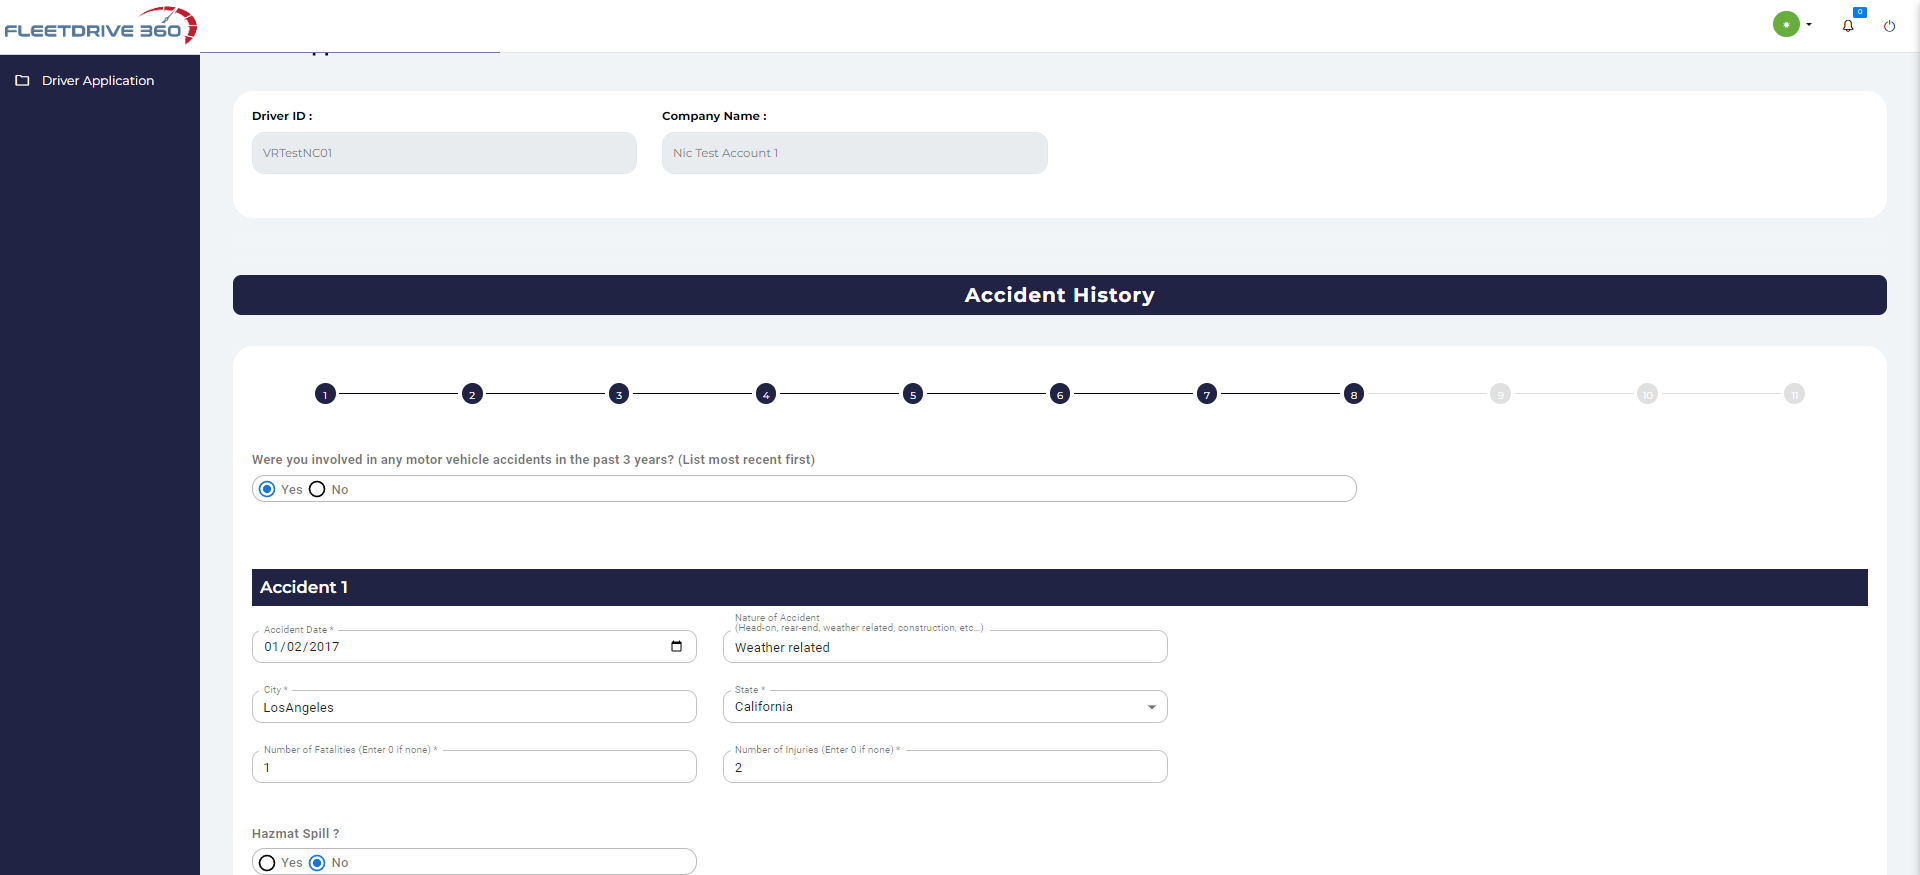 FLEETDRIVE 360
0
Driver Application
Driver ID :
Company Name :
VRTestNC01
Nic Test Account 1
Accident History
1 2 3 4 5 6 7 8 9 10 11
Were you involved in any motor vehicle accidents in the past 3 years? (List most recent first)
Yes No
Accident 1
Accident Date *
01/02/2017
Nature of Accident
(Head-on, rear-end, weather related, construction, etc...)
Weather related
City *
LosAngeles
State *
California
Number of Fatalities (Enter 0 if none) *
1
Number of Injuries (Enter 0 if none) *
2
Hazmat Spill ?
Yes No